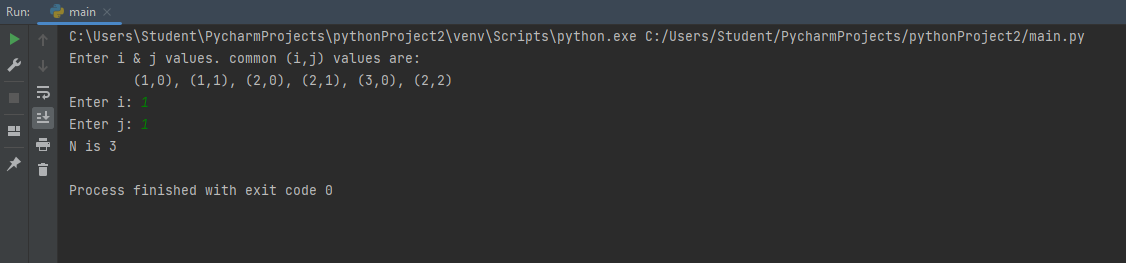 Run: main
C:\Users\Student\PycharmProjects\pythonProject2\venv\Scripts\python.exe C:/Users/Student/PycharmProjects/pythonProject2/main.py
Enter i & j values. common (i,j) values are:
(1,0), (1,1), (2,0), (2,1), (3,0), (2,2)
Enter i: 1
Enter j: 1
N is 3
Process finished with exit code 0